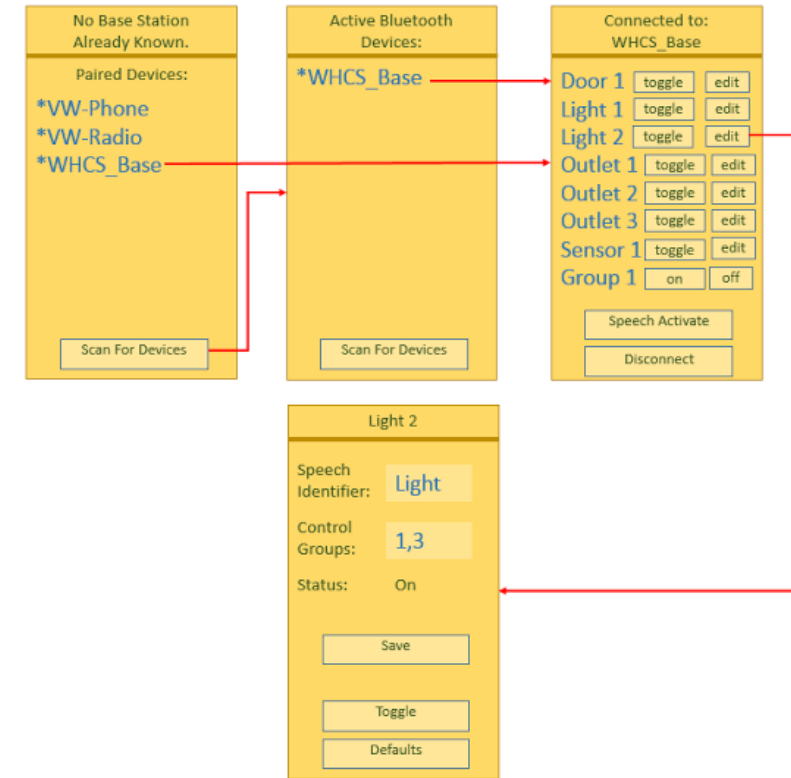 No Base Station
Already Known.
Paired Devices:
*VW-Phone
*VW-Radio
*WHCS_Base
Scan For Devices
Active Bluetooth
Devices:
*WHCS_Base
Scan For Devices
Connected to:
WHCS_Base
Door 1 toggle edit
Light 1 toggle edit
Light 2 toggle edit
Outlet 1 toggle edit
Outlet 2 toggle edit
Outlet 3 toggle edit
Sensor 1 toggle edit
Group 1 on off
Speech Activate
Disconnect
Light 2
Speech
Identifier: Light
Control
Groups: 1,3
Status: On
Save
Toggle
Defaults